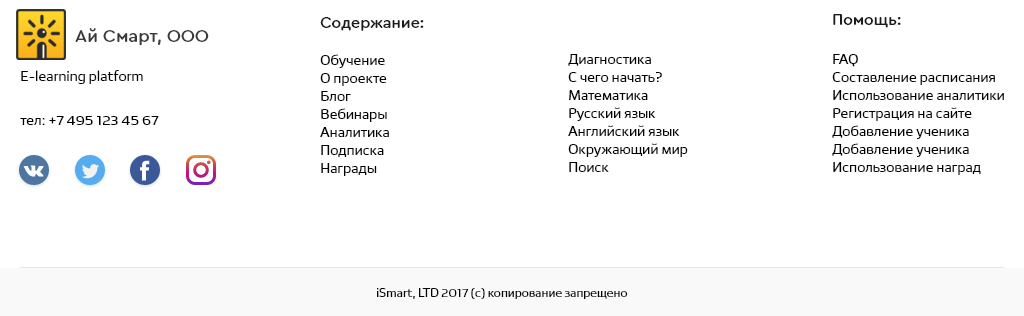 Ай Смарт, ООО
E-learning platform
тел: +7 495 123 45 67
Содержание:
Обучение
О проекте
Блог
Вебинары
Аналитика
Подписка
Награды
Диагностика
С чего начать?
Математика
Русский язык
Английский язык
Окружающий мир
Поиск
Помощь:
FAQ
Составление расписания
Использование аналитики
Регистрация на сайте
Добавление ученика
Добавление ученика
Использование наград
iSmart, LTD 2017 (c) копирование запрещено